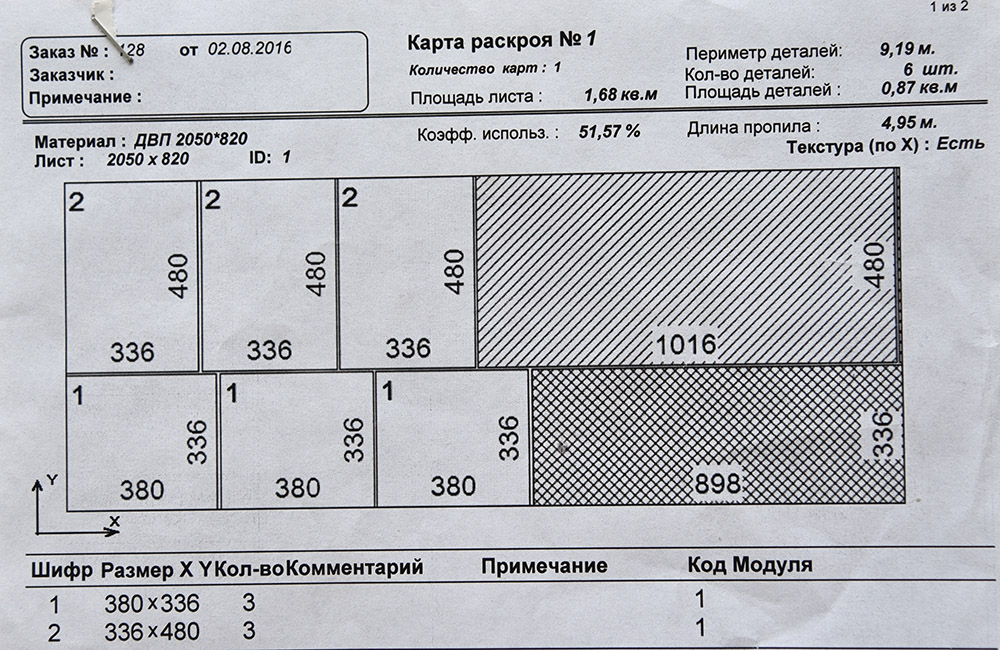 1 из 2
Заказ № : 28 от 02.08.2016
Заказчик :
Примечание :
Карта раскроя № 1
Количество карт : 1
Площадь листа : 1,68 кв.м
Периметр деталей: 9,19 м.
Кол-во деталей: 6 шт.
Площадь деталей : 0,87 кв.м
Материал : ДВП 2050*820
Лист : 2050 x 820 ID: 1
Коэфф. использ. : 51,57 %
Длина пропила : 4,95 м.
Текстура (по X) : Есть
2 2 2
480 480 480 480
336 336 336 1016
1 1 1
336 336 336 336
380 380 380 898
Y
X
Шифр Размер X Y Кол-во Комментарий Примечание Код Модуля
1 380 x 336 3 1
2 336 x 480 3 1